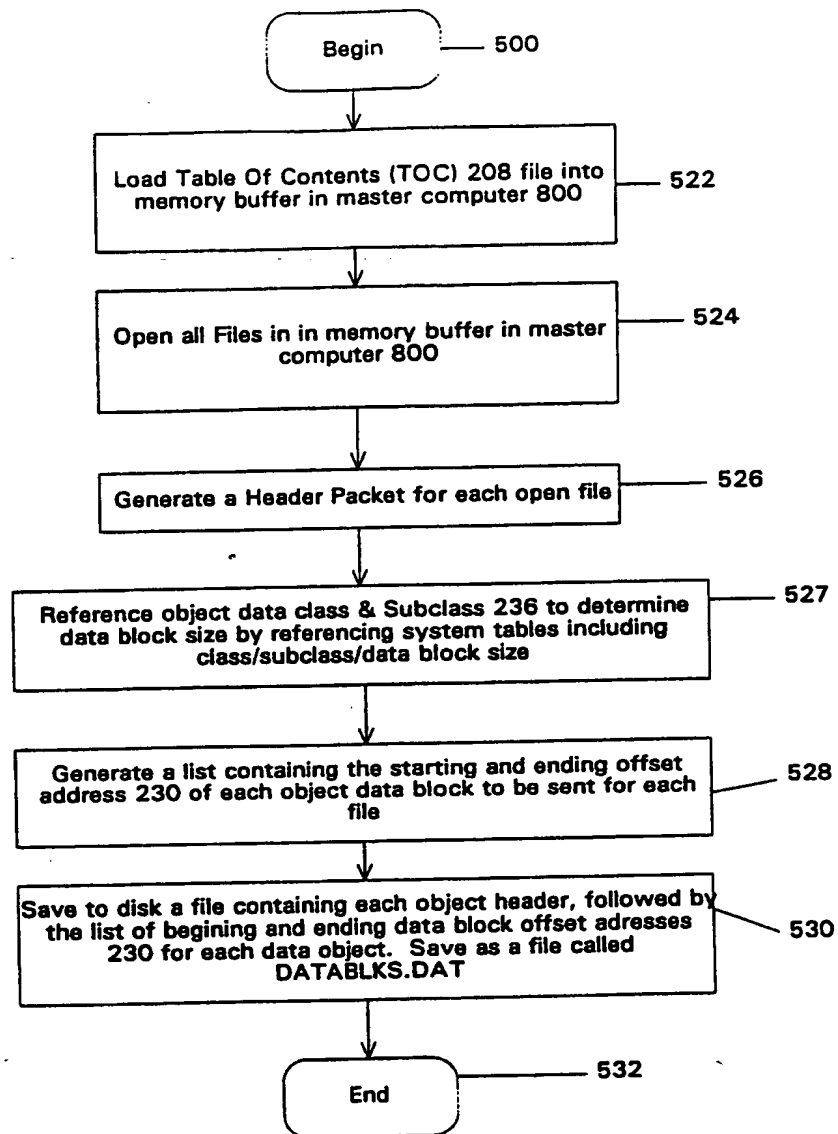 Begin
500
Load Table Of Contents (TOC) 208 file into
memory buffer in master computer 800
522
Open all Files in in memory buffer in master
computer 800
524
Generate a Header Packet for each open file
526
Reference object data class & Subclass 236 to determine
data block size by referencing system tables including
class/subclass/data block size
527
Generate a list containing the starting and ending offset
address 230 of each object data block to be sent for each
file
528
Save to disk a file containing each object header, followed by
the list of begining and ending data block offset adresses
230 for each data object. Save as a file called
DATABLKS.DAT
530
End
532